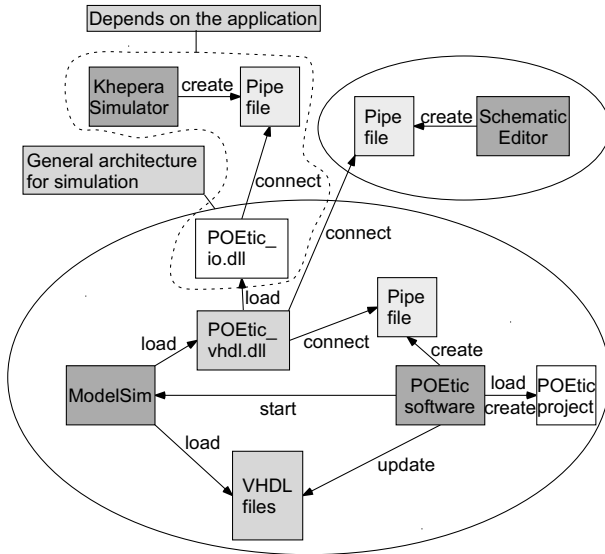 Depends on the application
Khepera
Simulator
create
Pipe
file
Pipe
file
create
Schematic
Editor
General architecture
for simulation
connect
POEtic_
io.dll
connect
load
POEtic_
vhdl.dll
Pipe
file
load
connect
create
ModelSim
start
POEtic
software
load
create
POEtic
project
load
update
VHDL
files